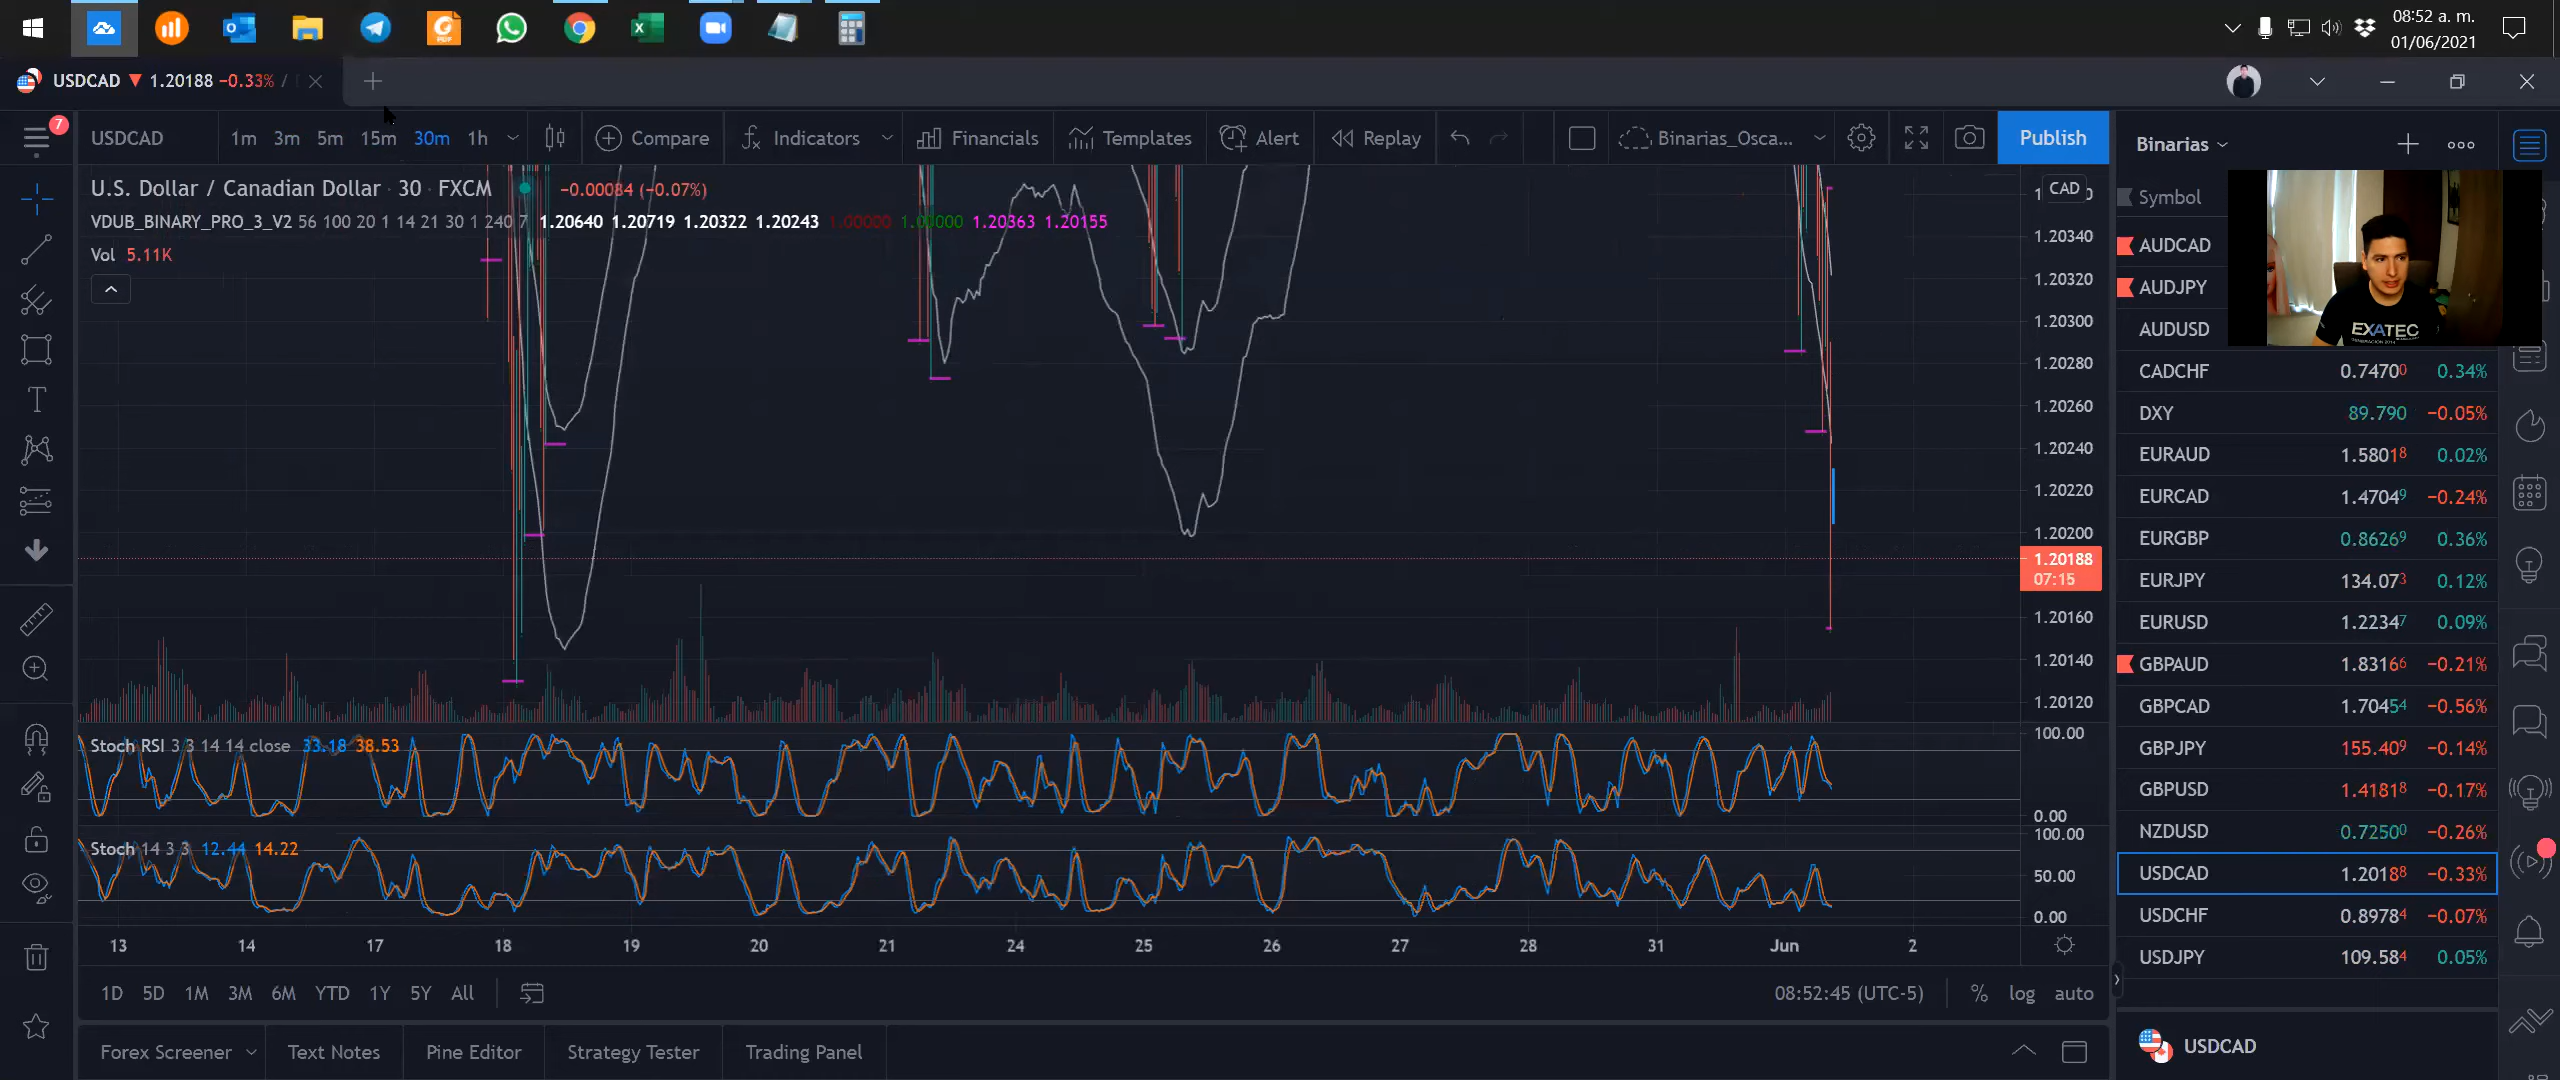 08:52 a. m.
01/06/2021
USDCAD ▼ 1.20188 −0.33% /
7
USDCAD 1m 3m 5m 15m 30m 1h Compare Indicators Financials Templates Alert Replay Binarias_Osca... Publish
Binarias
U.S. Dollar / Canadian Dollar · 30 · FXCM −0.00084 (−0.07%)
VDUB_BINARY_PRO_3_V2 56 100 20 1 14 21 30 1 240 7 1.20640 1.20719 1.20322 1.20243 1.00000 1.00000 1.20363 1.20155
Vol 5.11K
CAD
1.20340
1.20320
1.20300
1.20280
1.20260
1.20240
1.20220
1.20200
1.20188
07:15
1.20160
1.20140
1.20120
Stoch RSI 3 3 14 14 close 33.18 38.53
100.00
0.00
Stoch 14 3 3 12.44 14.22
100.00
50.00
0.00
13 14 17 18 19 20 21 24 25 26 27 28 31 Jun 2
1D 5D 1M 3M 6M YTD 1Y 5Y All
08:52:45 (UTC-5) % log auto
Forex Screener Text Notes Pine Editor Strategy Tester Trading Panel
Symbol
AUDCAD
AUDJPY
AUDUSD
EXATEC
CADCHF 0.74700 0.34%
DXY 89.790 −0.05%
EURAUD 1.58018 0.02%
EURCAD 1.47049 −0.24%
EURGBP 0.86269 0.36%
EURJPY 134.073 0.12%
EURUSD 1.22347 0.09%
GBPAUD 1.83166 −0.21%
GBPCAD 1.70454 −0.56%
GBPJPY 155.409 −0.14%
GBPUSD 1.41818 −0.17%
NZDUSD 0.72500 −0.26%
USDCAD 1.20188 −0.33%
USDCHF 0.89784 −0.07%
USDJPY 109.584 0.05%
USDCAD